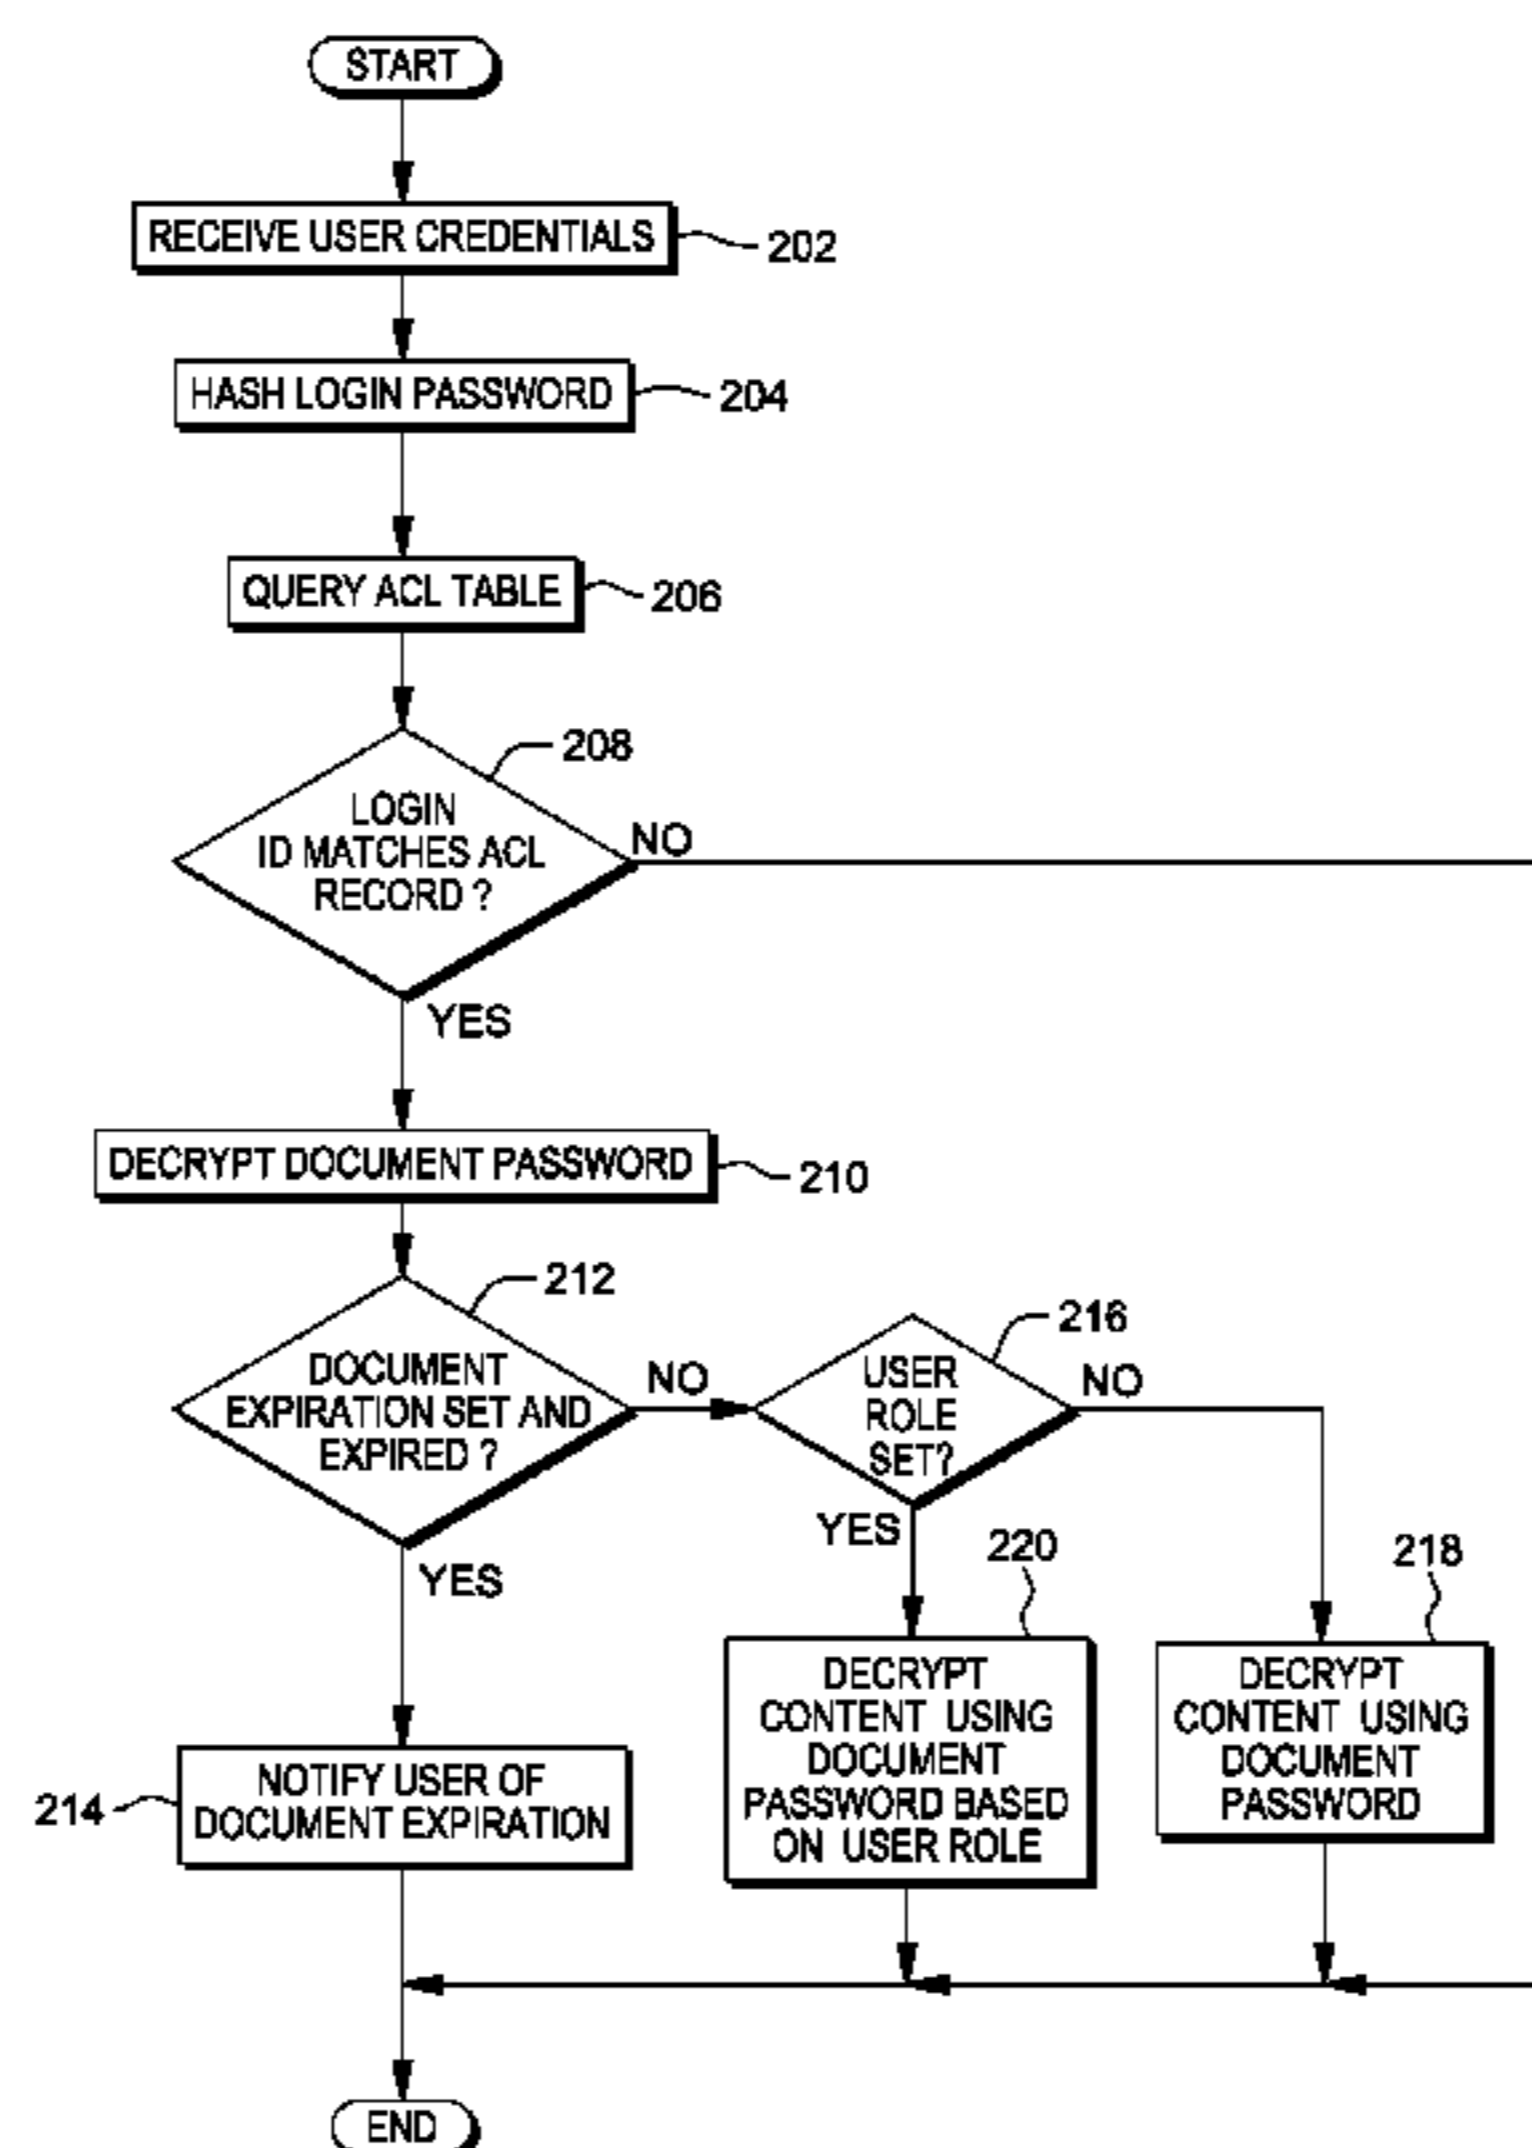 START
RECEIVE USER CREDENTIALS
202
HASH LOGIN PASSWORD
204
QUERY ACL TABLE
206
208
LOGIN
ID MATCHES ACL
RECORD ?
NO
YES
DECRYPT DOCUMENT PASSWORD
210
212
DOCUMENT
EXPIRATION SET AND
EXPIRED ?
NO
YES
216
USER
ROLE
SET?
NO
YES
220
218
DECRYPT
CONTENT USING
DOCUMENT
PASSWORD BASED
ON USER ROLE
DECRYPT
CONTENT USING
DOCUMENT
PASSWORD
214
NOTIFY USER OF
DOCUMENT EXPIRATION
END